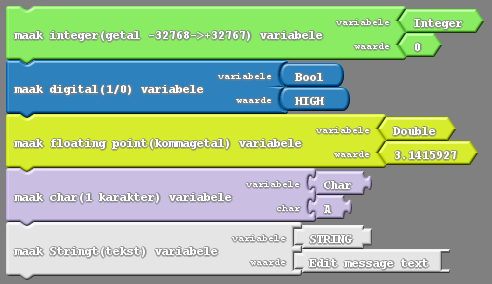 variabele Integer
maak integer(getal -32768->+32767) variabele
waarde 0
variabele Bool
maak digital(1/0) variabele
waarde HIGH
variabele Double
maak floating point(kommagetal) variabele
waarde 3.1415927
variabele Char
maak char(1 karakter) variabele
char A
variabele STRING
maak Stringt(tekst) variabele
waarde Edit message text